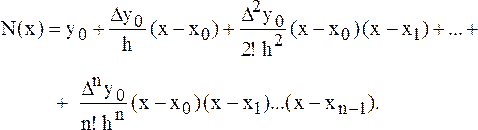 N(x) = y₀ + Δy₀/h (x − x₀) + Δ²y₀/2! h² (x − x₀)(x − x₁) + ... +
+ Δⁿy₀/n! hⁿ (x − x₀)(x − x₁)...(x − xₙ₋₁).